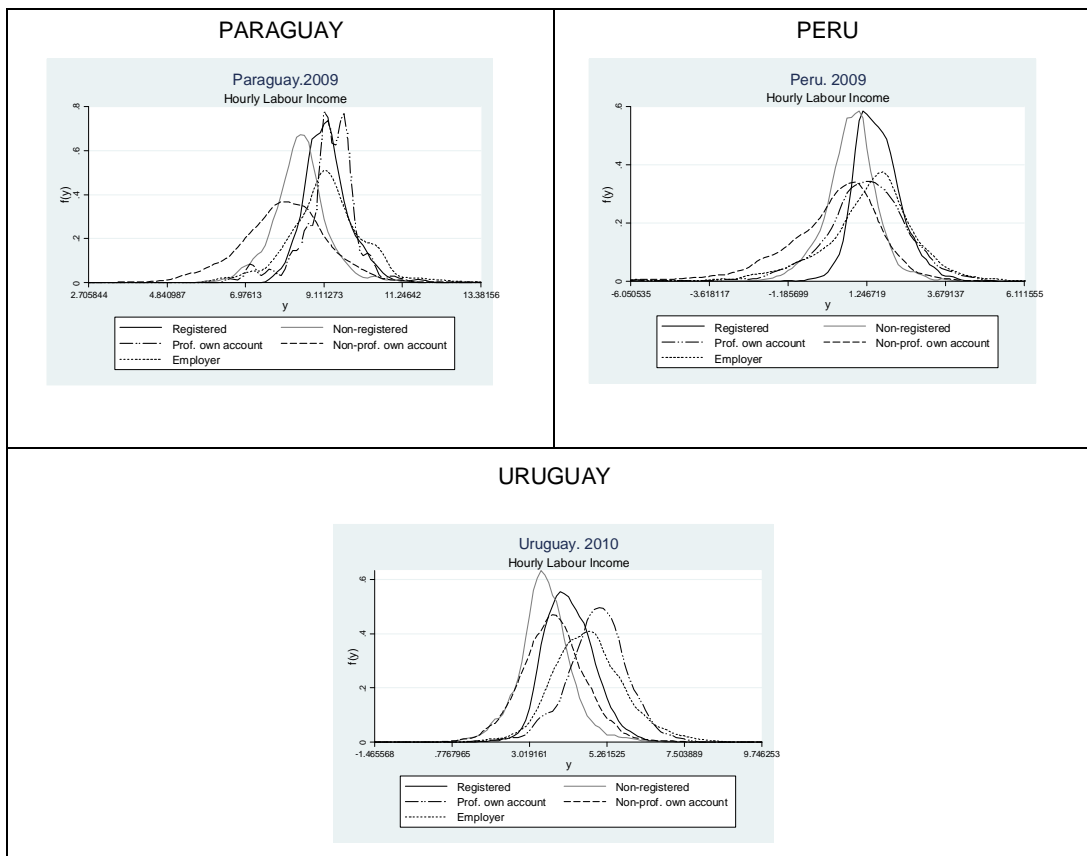 PARAGUAY
Paraguay.2009
Hourly Labour Income
f(y)
.8
.6
.4
.2
0
2.705844 4.840987 6.97613 9.111273 11.24642 13.38156
y
Registered Non-registered
Prof. own account Non-prof. own account
Employer
PERU
Peru. 2009
Hourly Labour Income
f(y)
.6
.4
.2
0
-6.050535 -3.618117 -1.185699 1.246719 3.679137 6.111555
y
Registered Non-registered
Prof. own account Non-prof. own account
Employer
URUGUAY
Uruguay. 2010
Hourly Labour Income
f(y)
.6
.4
.2
0
-1.465568 .7767965 3.019161 5.261525 7.503889 9.746253
y
Registered Non-registered
Prof. own account Non-prof. own account
Employer